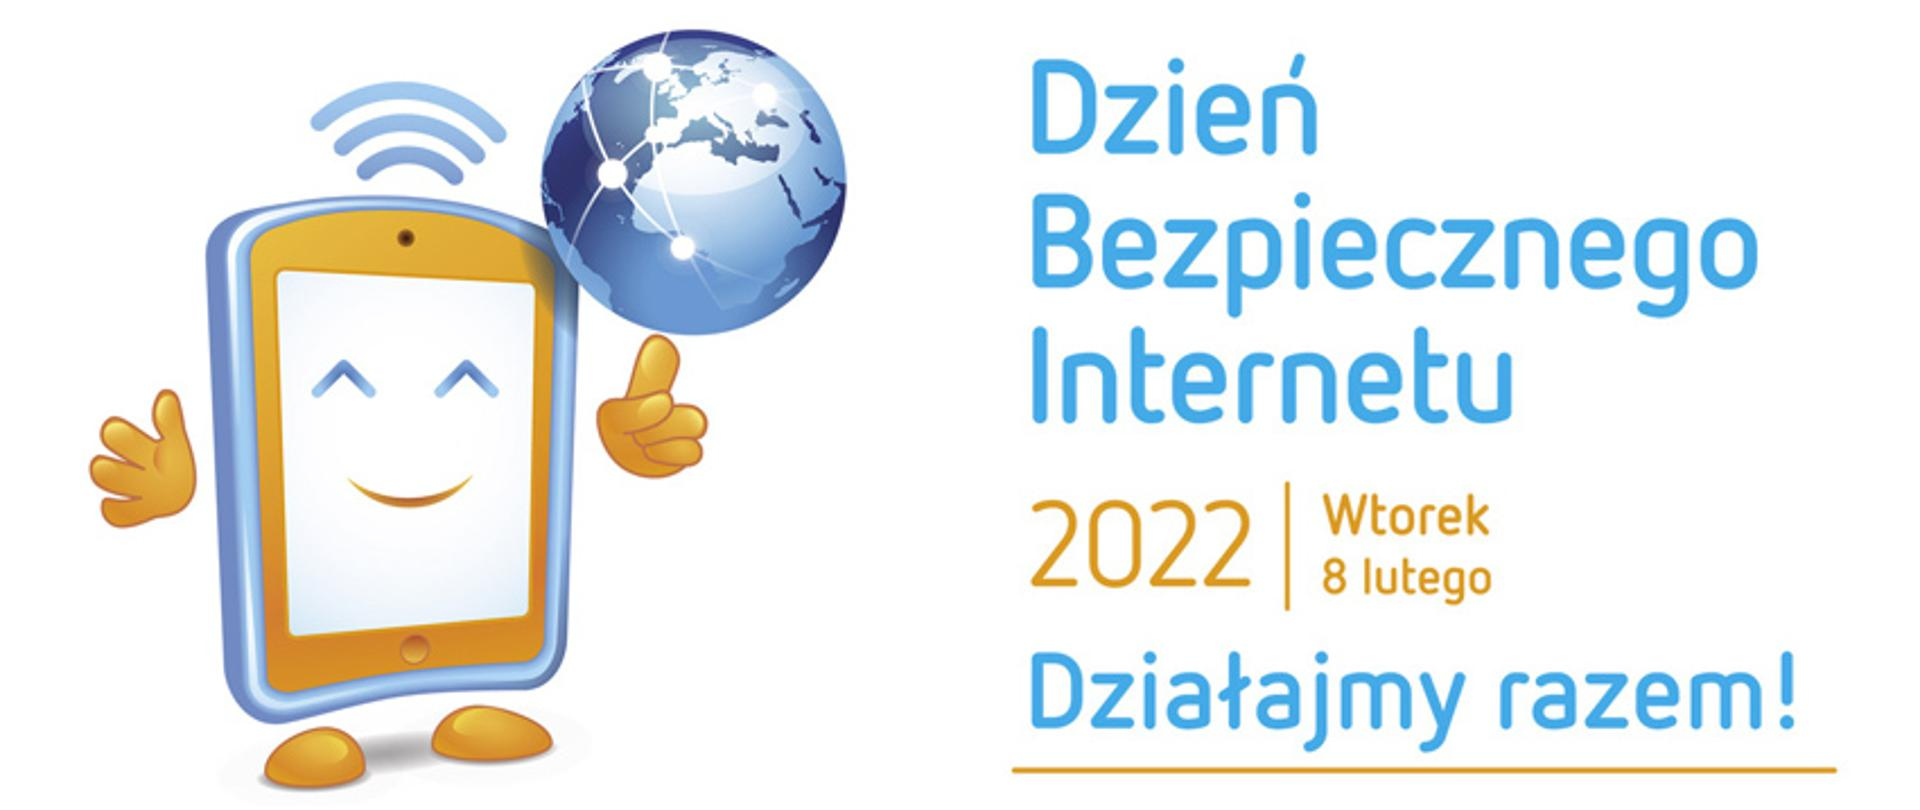 Dzień
Bezpiecznego
Internetu
2022
Wtorek
8 lutego
Działajmy razem!